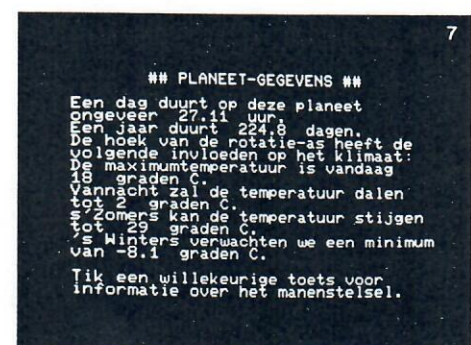 7
## PLANEET-GEGEVENS ##
Een dag duurt op deze planeet
ongeveer 27.11 uur.
Een jaar duurt 224.8 dagen.
De hoek van de rotatie-as heeft de
volgende invloeden op het klimaat:
De maximumtemperatuur is vandaag
18 graden C.
Vannacht zal de temperatuur dalen
tot 2 graden C.
s'Zomers kan de temperatuur stijgen
tot 29 graden C.
's Winters verwachten we een minimum
van -8.1 graden C.
Tik een willekeurige toets voor
informatie over het manenstelsel.